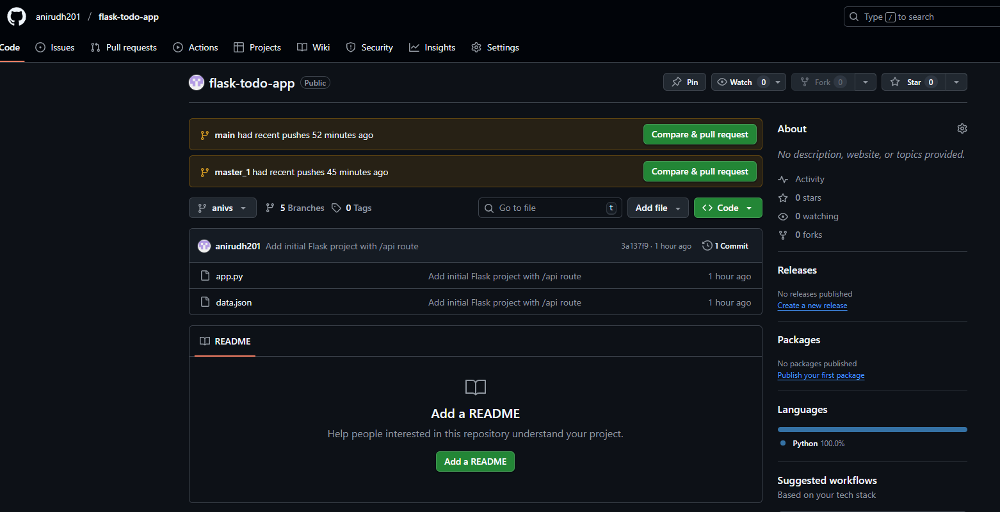 anirudh201 / flask-todo-app
Type / to search
Code Issues Pull requests Actions Projects Wiki Security Insights Settings
flask-todo-app Public
Pin Watch 0 Fork 0 Star 0
main had recent pushes 52 minutes ago
Compare & pull request
master_1 had recent pushes 45 minutes ago
Compare & pull request
anivs 5 Branches 0 Tags
Go to file t
Add file
Code
anirudh201 Add initial Flask project with /api route 3a137f9 · 1 hour ago 1 Commit
app.py Add initial Flask project with /api route 1 hour ago
data.json Add initial Flask project with /api route 1 hour ago
README
Add a README
Help people interested in this repository understand your project.
Add a README
About
No description, website, or topics provided.
Activity
0 stars
0 watching
0 forks
Releases
No releases published
Create a new release
Packages
No packages published
Publish your first package
Languages
Python 100.0%
Suggested workflows
Based on your tech stack